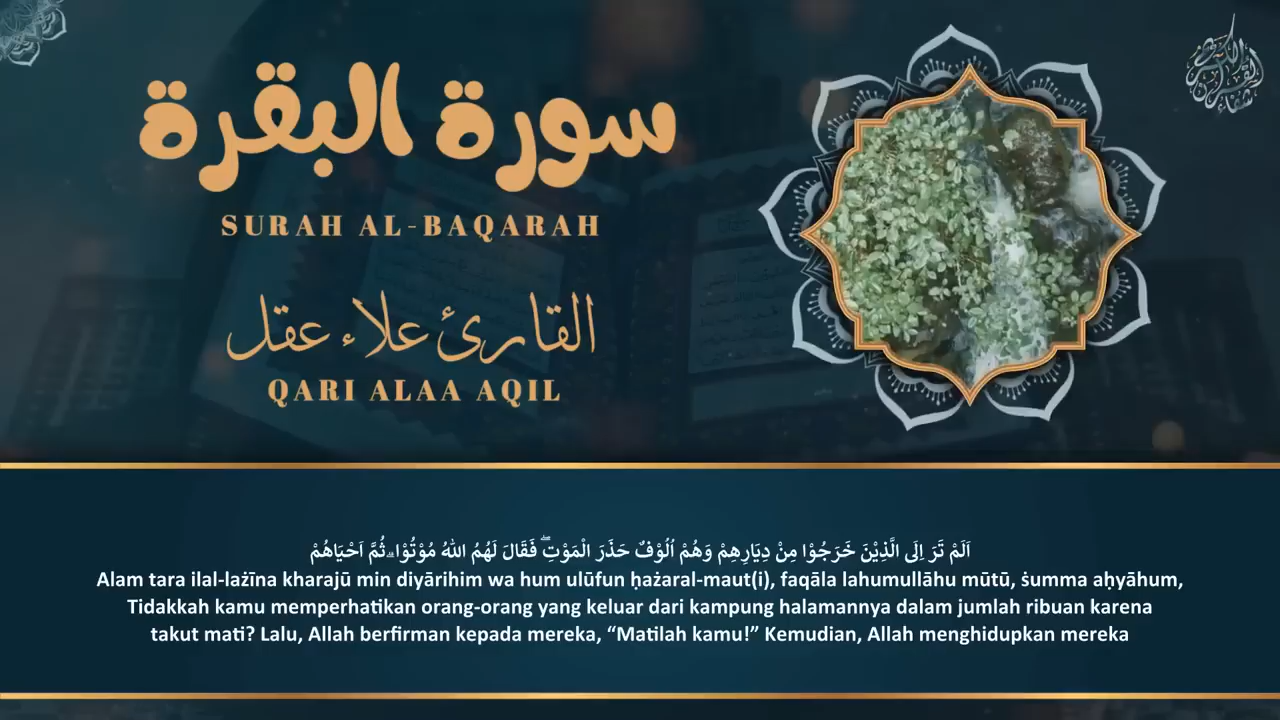 سورة البقرة
SURAH AL-BAQARAH
القارئ علاء عقل
QARI ALAA AQIL
اَلَمْ تَرَ اِلَى الَّذِيْنَ خَرَجُوْا مِنْ دِيَارِهِمْ وَهُمْ اُلُوْفٌ حَذَرَ الْمَوْتِۖ فَقَالَ لَهُمُ اللّٰهُ مُوْتُوْاۗ ثُمَّ اَحْيَاهُمْ
Alam tara ilal-lażīna kharajū min diyārihim wa hum ulūfun ḥażaral-maut(i), faqāla lahumullāhu mūtū, ṡumma aḥyāhum,
Tidakkah kamu memperhatikan orang-orang yang keluar dari kampung halamannya dalam jumlah ribuan karena
takut mati? Lalu, Allah berfirman kepada mereka, “Matilah kamu!” Kemudian, Allah menghidupkan mereka